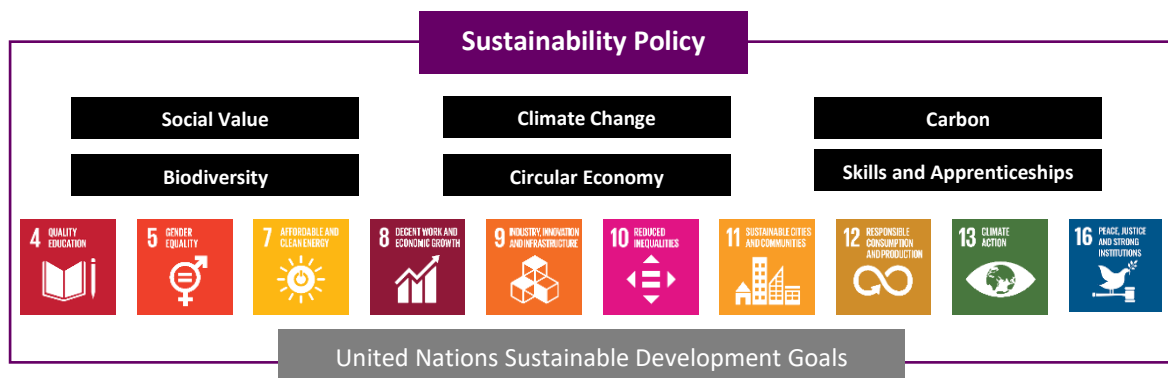 Sustainability Policy
Social Value
Climate Change
Carbon
Biodiversity
Circular Economy
Skills and Apprenticeships
4 QUALITY
EDUCATION
5 GENDER
EQUALITY
7 AFFORDABLE AND
CLEAN ENERGY
8 DECENT WORK AND
ECONOMIC GROWTH
9 INDUSTRY, INNOVATION
AND INFRASTRUCTURE
10 REDUCED
INEQUALITIES
11 SUSTAINABLE CITIES
AND COMMUNITIES
12 RESPONSIBLE
CONSUMPTION
AND PRODUCTION
13 CLIMATE
ACTION
16 PEACE, JUSTICE
AND STRONG
INSTITUTIONS
United Nations Sustainable Development Goals